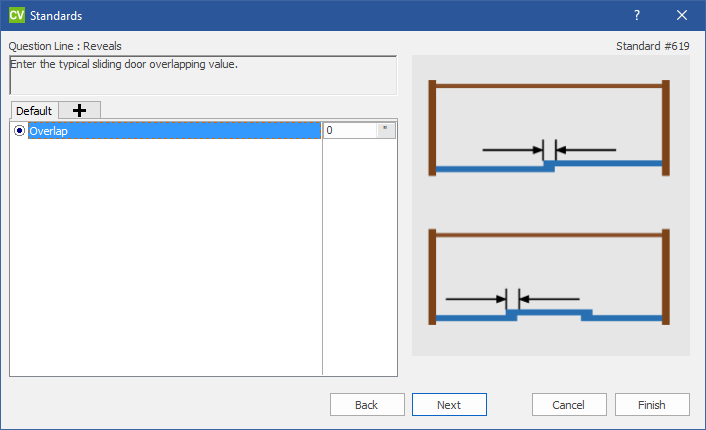 CV Standards ?
Question Line : Reveals Standard #619
Enter the typical sliding door overlapping value.
Default +
Overlap 0 "
Back Next Cancel Finish